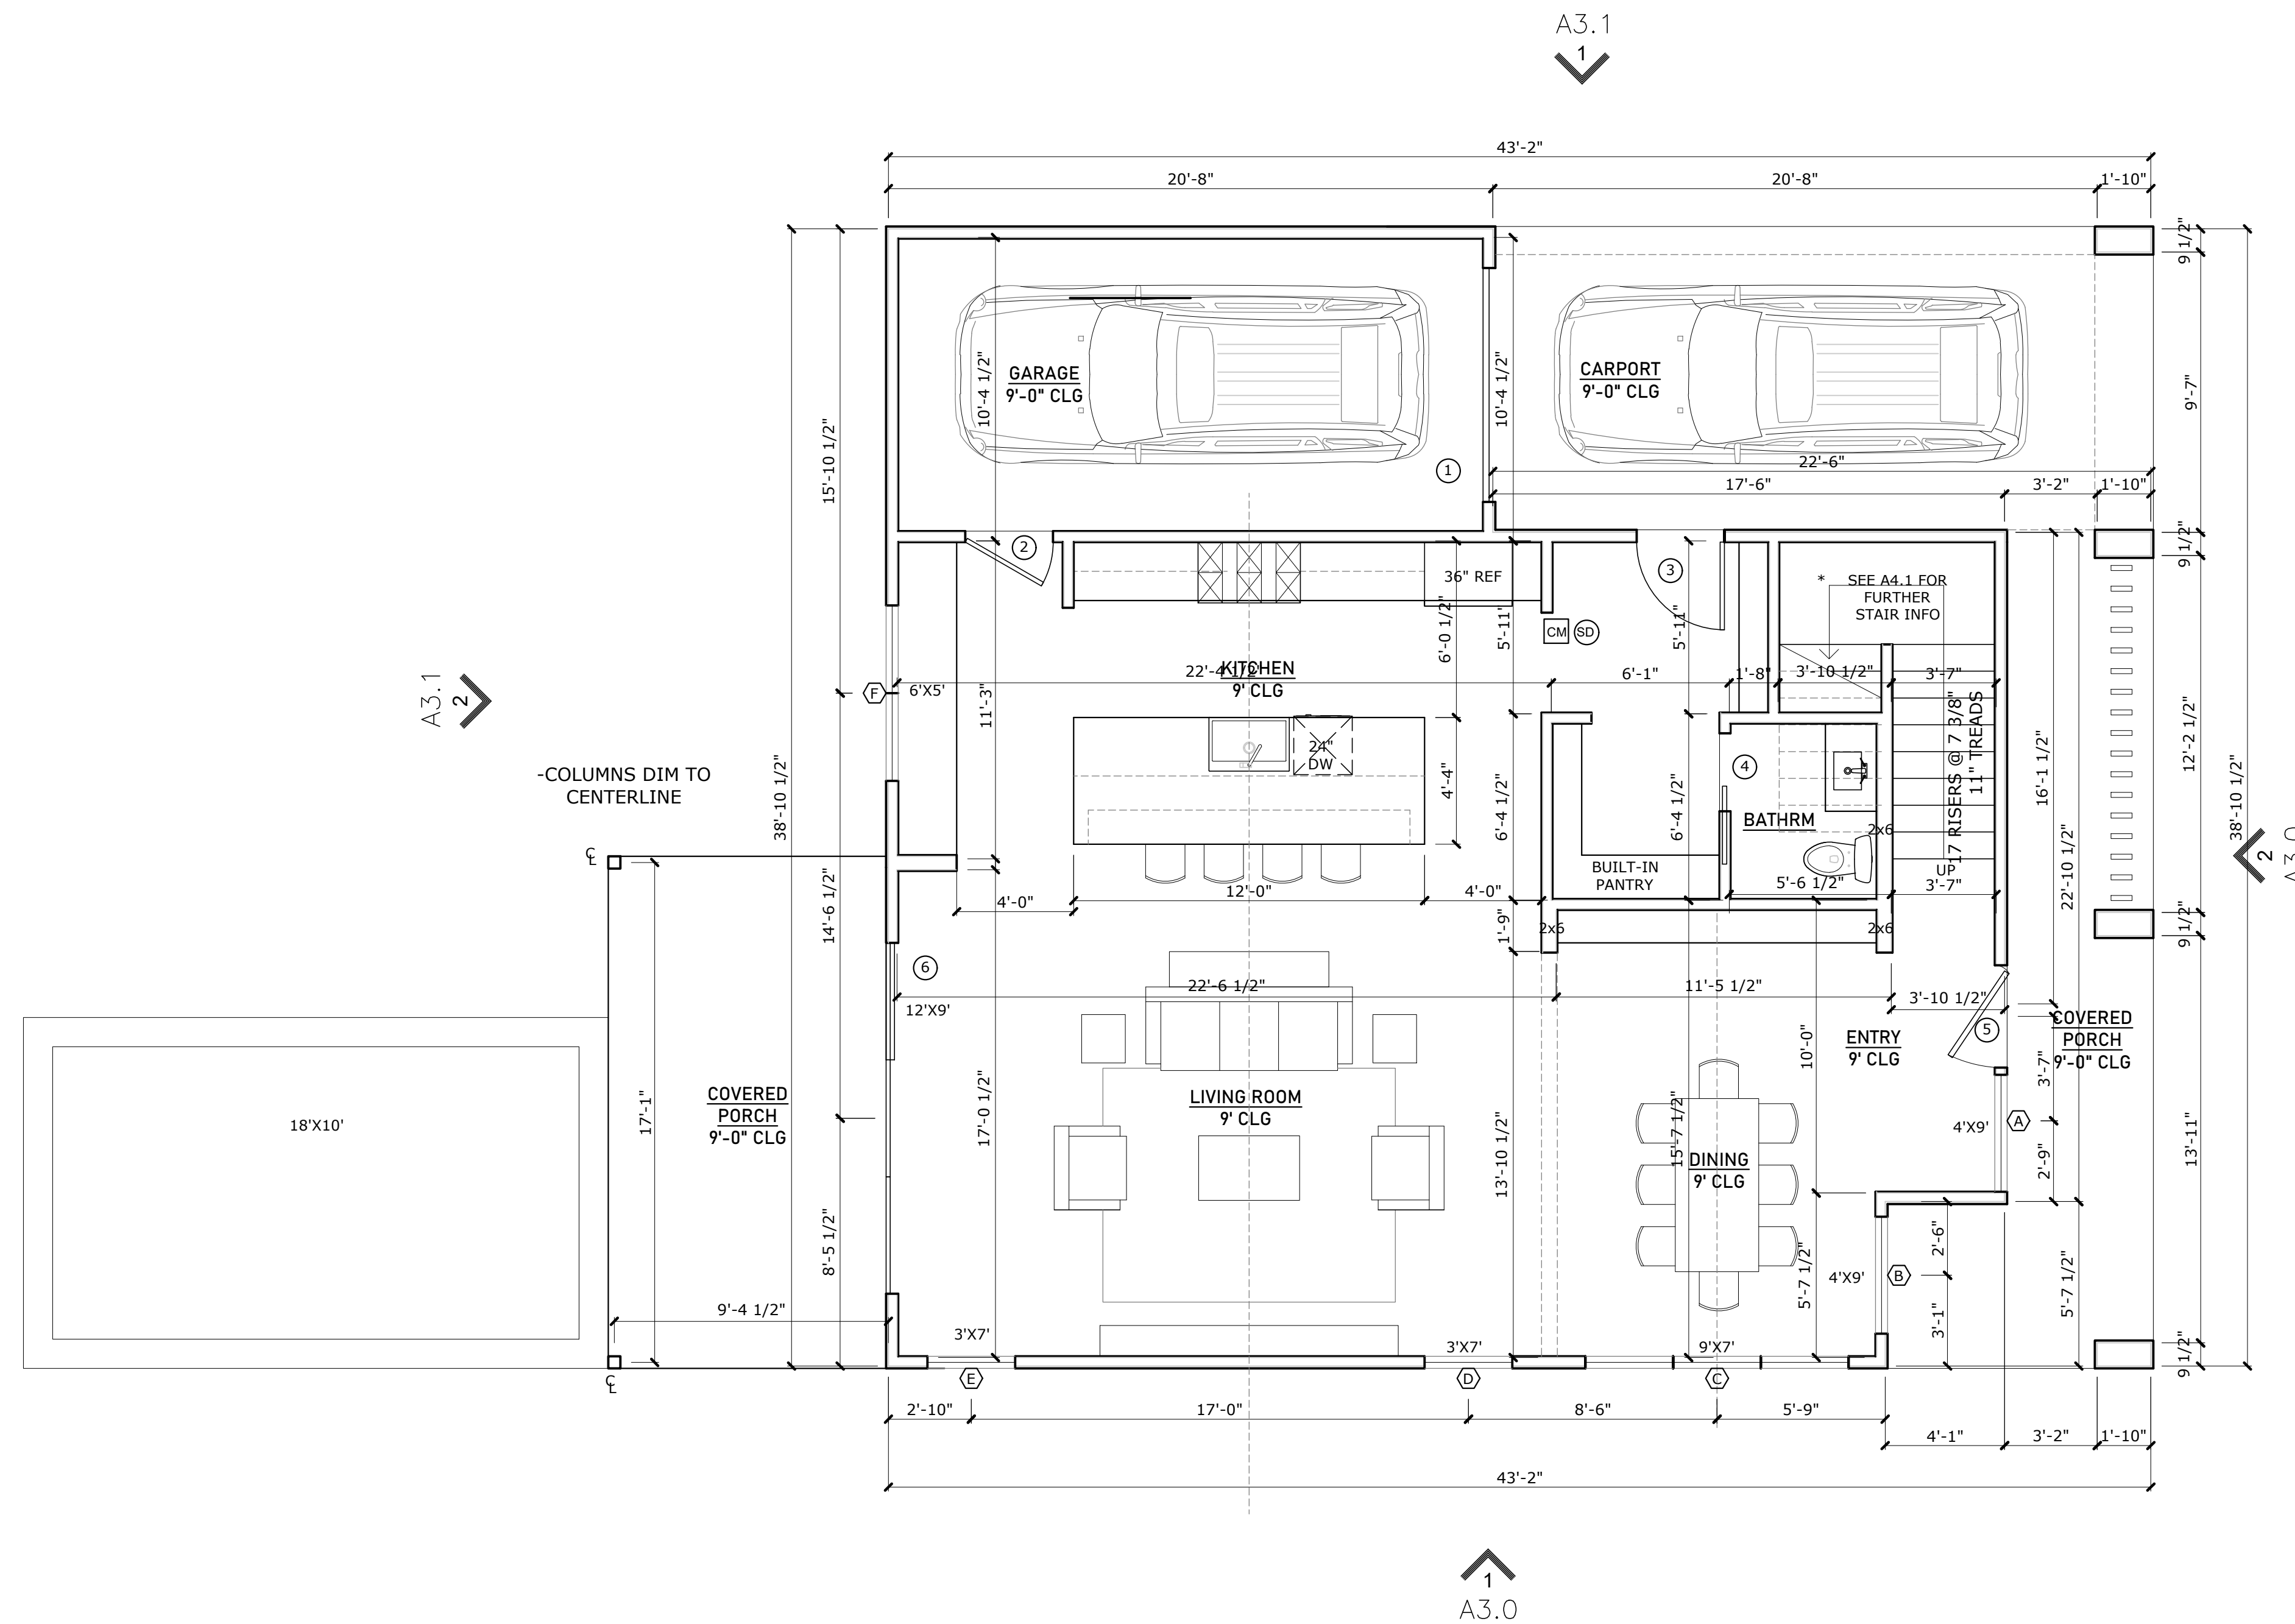 A3.1
1
43'-2"
20'-8"
20'-8"
1'-10"
9 1/2"
GARAGE
9'-0" CLG
10'-4 1/2"
10'-4 1/2"
CARPORT
9'-0" CLG
9'-7"
15'-10 1/2"
1
22'-6"
17'-6"
3'-2"
1'-10"
9 1/2"
2
3
36" REF
* SEE A4.1 FOR
FURTHER
STAIR INFO
CM
SD
6'-0 1/2"
5'-11"
5'-11"
A3.1
2
F
6'X5'
11'-3"
22'-4 1/2"
KITCHEN
9' CLG
6'-1"
1'-8"
3'-10 1/2"
3'-7"
17 RISERS @ 7 3/8"
11" TREADS
12'-2 1/2"
16'-1 1/2"
-COLUMNS DIM TO
CENTERLINE
38'-10 1/2"
24"
DW
4'-4"
6'-4 1/2"
6'-4 1/2"
4
BATHRM
2x6
38'-10 1/2"
2
A3.0
CL
BUILT-IN
PANTRY
UP
5'-6 1/2"
3'-7"
22'-10 1/2"
4'-0"
12'-0"
4'-0"
14'-6 1/2"
1'-9"
2x6
2x6
9 1/2"
6
12'X9'
22'-6 1/2"
11'-5 1/2"
3'-10 1/2"
5
COVERED
PORCH
9'-0" CLG
ENTRY
9' CLG
10'-0"
3'-7"
18'X10'
17'-1"
COVERED
PORCH
9'-0" CLG
17'-0 1/2"
LIVING ROOM
9' CLG
13'-10 1/2"
15'-7 1/2"
DINING
9' CLG
4'X9'
A
2'-9"
13'-11"
8'-5 1/2"
5'-7 1/2"
4'X9'
B
2'-6"
3'-1"
5'-7 1/2"
9'-4 1/2"
3'X7'
3'X7'
9'X7'
9 1/2"
CL
E
D
C
2'-10"
17'-0"
8'-6"
5'-9"
4'-1"
3'-2"
1'-10"
43'-2"
1
A3.0